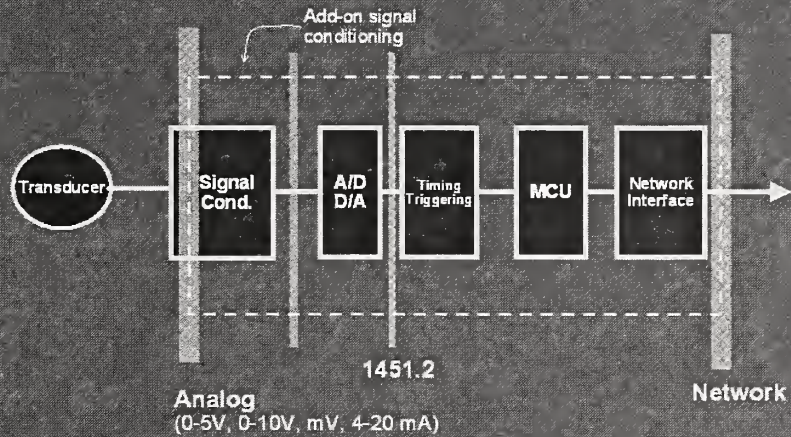 Add-on signal
conditioning
Transducer
Signal
Cond.
A/D
D/A
Timing
Triggering
MCU
Network
Interface
1451.2
Analog
(0-5V, 0-10V, mV, 4-20 mA)
Network